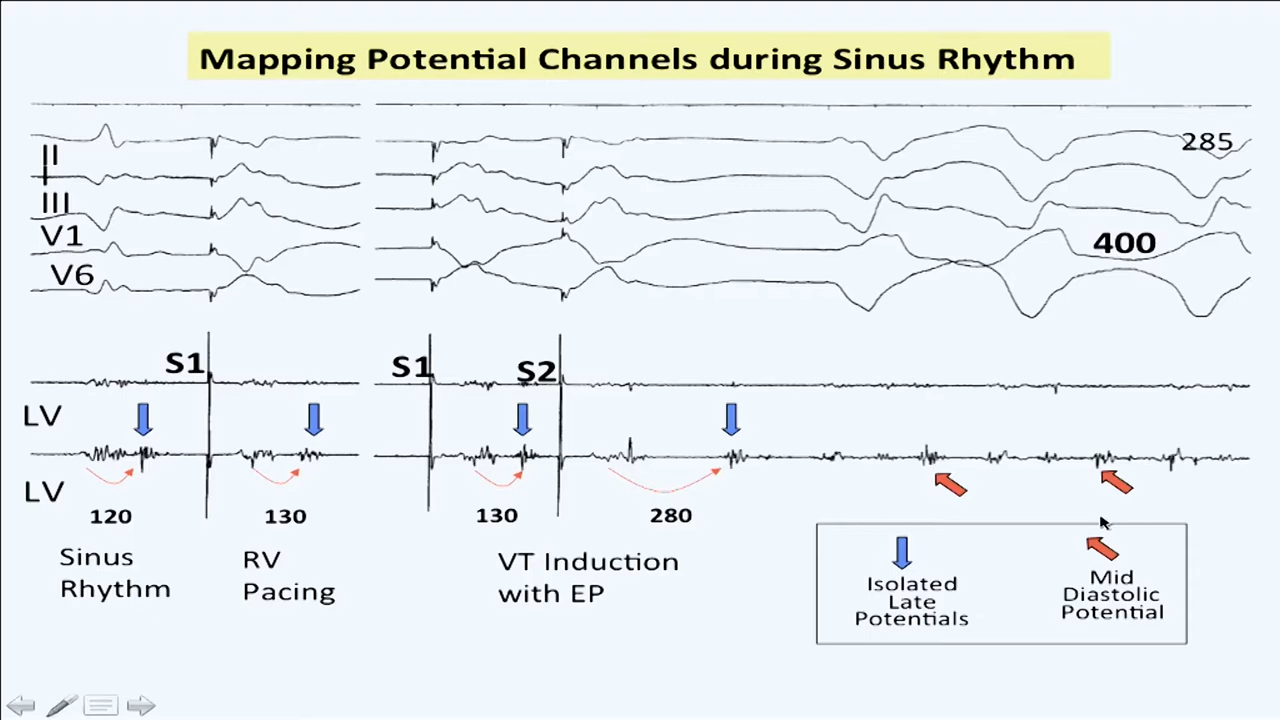 Mapping Potential Channels during Sinus Rhythm
II
I
III
V1
V6
285
400
S1
S1
S2
LV
LV
120
130
130
280
Sinus
Rhythm
RV
Pacing
VT Induction
with EP
Isolated
Late
Potentials
Mid
Diastolic
Potential